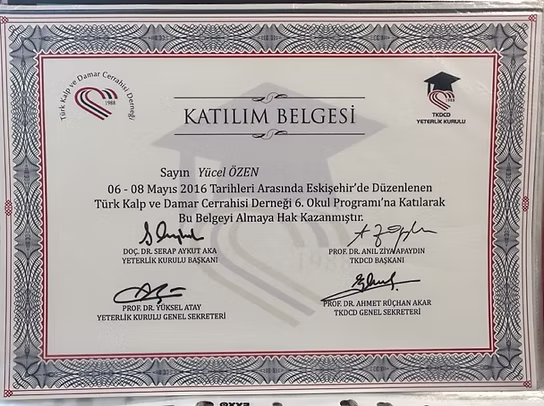 Türk Kalp ve Damar Cerrahisi Derneği
1988
TKDCD
YETERLİK KURULU
KATILIM BELGESİ
Sayın Yücel ÖZEN
06 - 08 Mayıs 2016 Tarihleri Arasında Eskişehir'de Düzenlenen
Türk Kalp ve Damar Cerrahisi Derneği 6. Okul Programı'na Katılarak
Bu Belgeyi Almaya Hak Kazanmıştır.
DOÇ. DR. SERAP AYKUT AKA
YETERLİK KURULU BAŞKANI
PROF. DR. ANIL ZİYA APAYDIN
TKDCD BAŞKANI
PROF. DR. YÜKSEL ATAY
YETERLİK KURULU GENEL SEKRETERİ
PROF. DR. AHMET RÜÇHAN AKAR
TKDCD GENEL SEKRETERİ